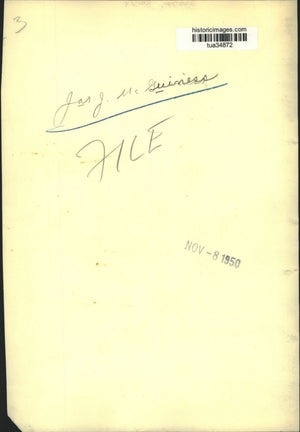 3
historicimages.com
tua34872
Jas J. McGuiness
FILE
NOV -8 1950